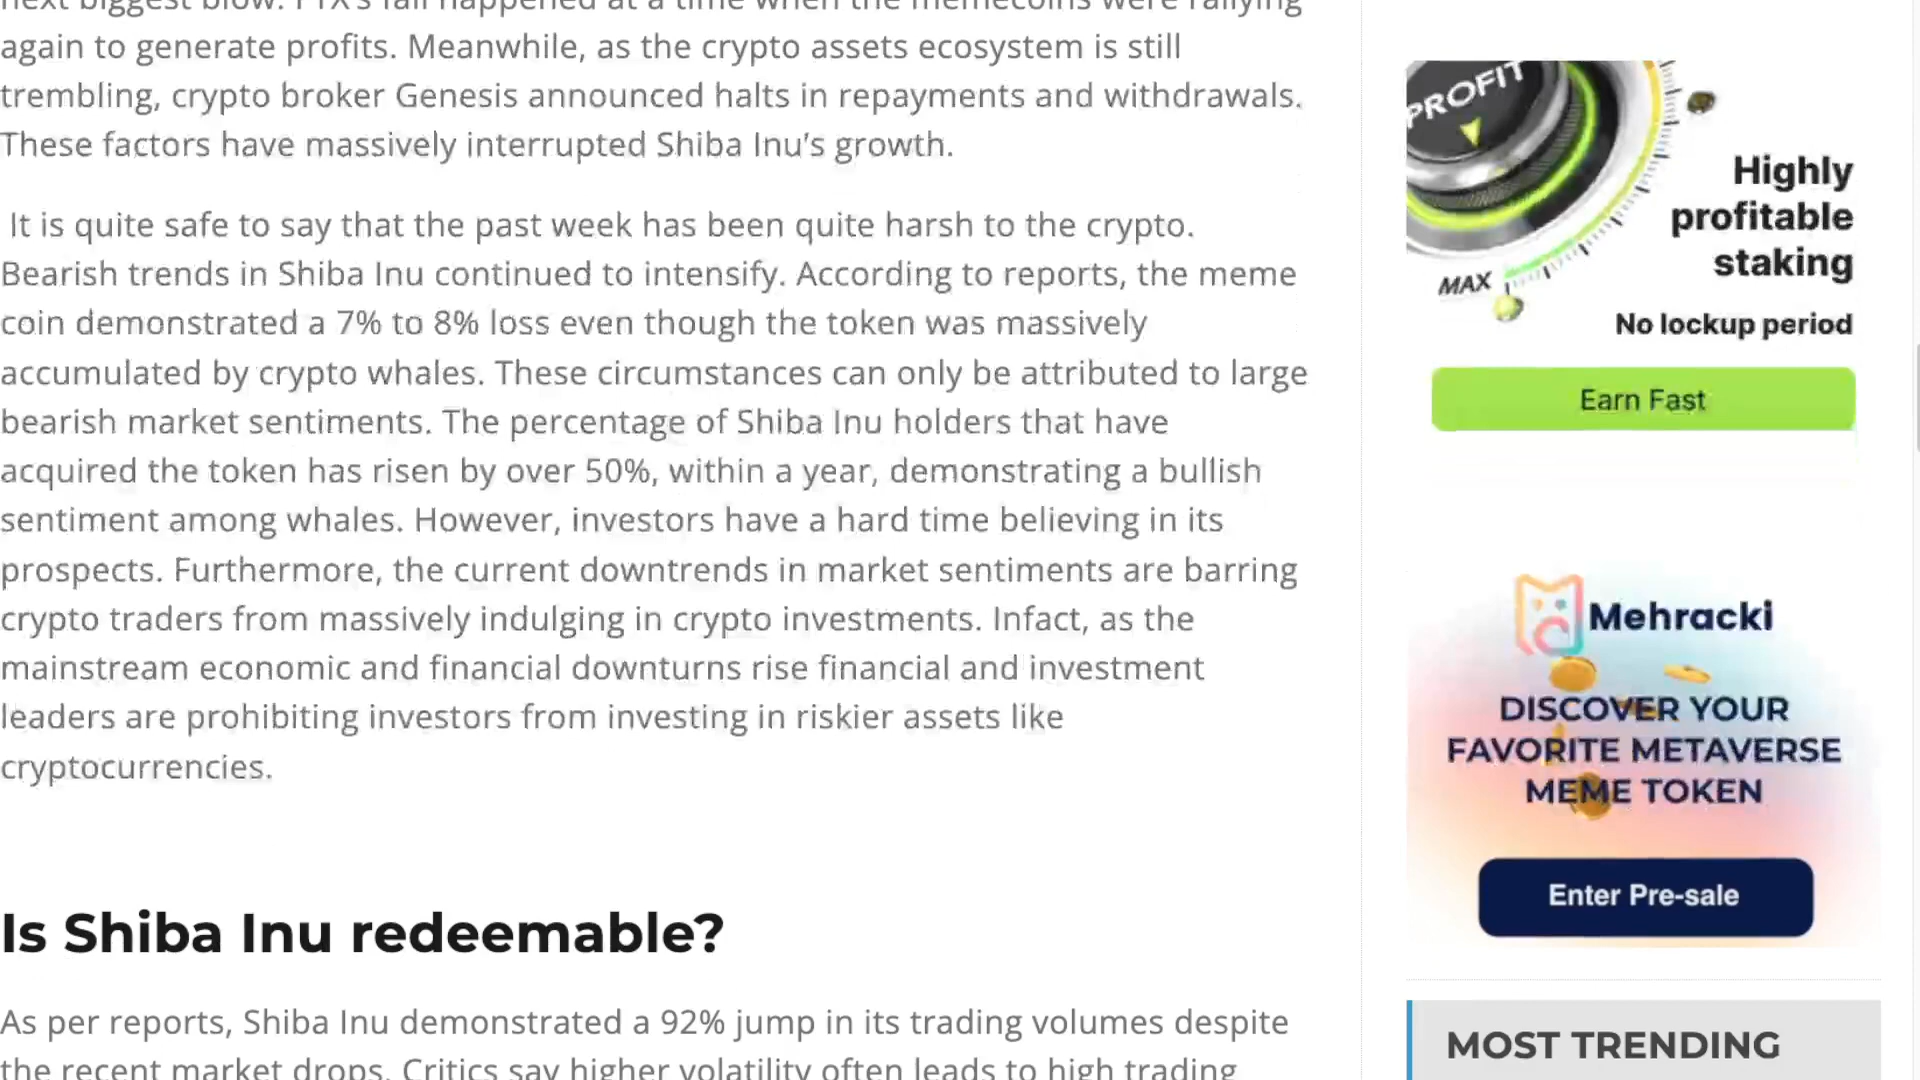 next biggest blow. FTX's fall happened at a time when the memecoins were rallying
again to generate profits. Meanwhile, as the crypto assets ecosystem is still
trembling, crypto broker Genesis announced halts in repayments and withdrawals.
These factors have massively interrupted Shiba Inu’s growth.
It is quite safe to say that the past week has been quite harsh to the crypto.
Bearish trends in Shiba Inu continued to intensify. According to reports, the meme
coin demonstrated a 7% to 8% loss even though the token was massively
accumulated by crypto whales. These circumstances can only be attributed to large
bearish market sentiments. The percentage of Shiba Inu holders that have
acquired the token has risen by over 50%, within a year, demonstrating a bullish
sentiment among whales. However, investors have a hard time believing in its
prospects. Furthermore, the current downtrends in market sentiments are barring
crypto traders from massively indulging in crypto investments. Infact, as the
mainstream economic and financial downturns rise financial and investment
leaders are prohibiting investors from investing in riskier assets like
cryptocurrencies.
Is Shiba Inu redeemable?
As per reports, Shiba Inu demonstrated a 92% jump in its trading volumes despite
the recent market drops. Critics say higher volatility often leads to high trading
PROFIT
MAX
Highly
profitable
staking
No lockup period
Earn Fast
Mehracki
DISCOVER YOUR
FAVORITE METAVERSE
MEME TOKEN
Enter Pre-sale
MOST TRENDING